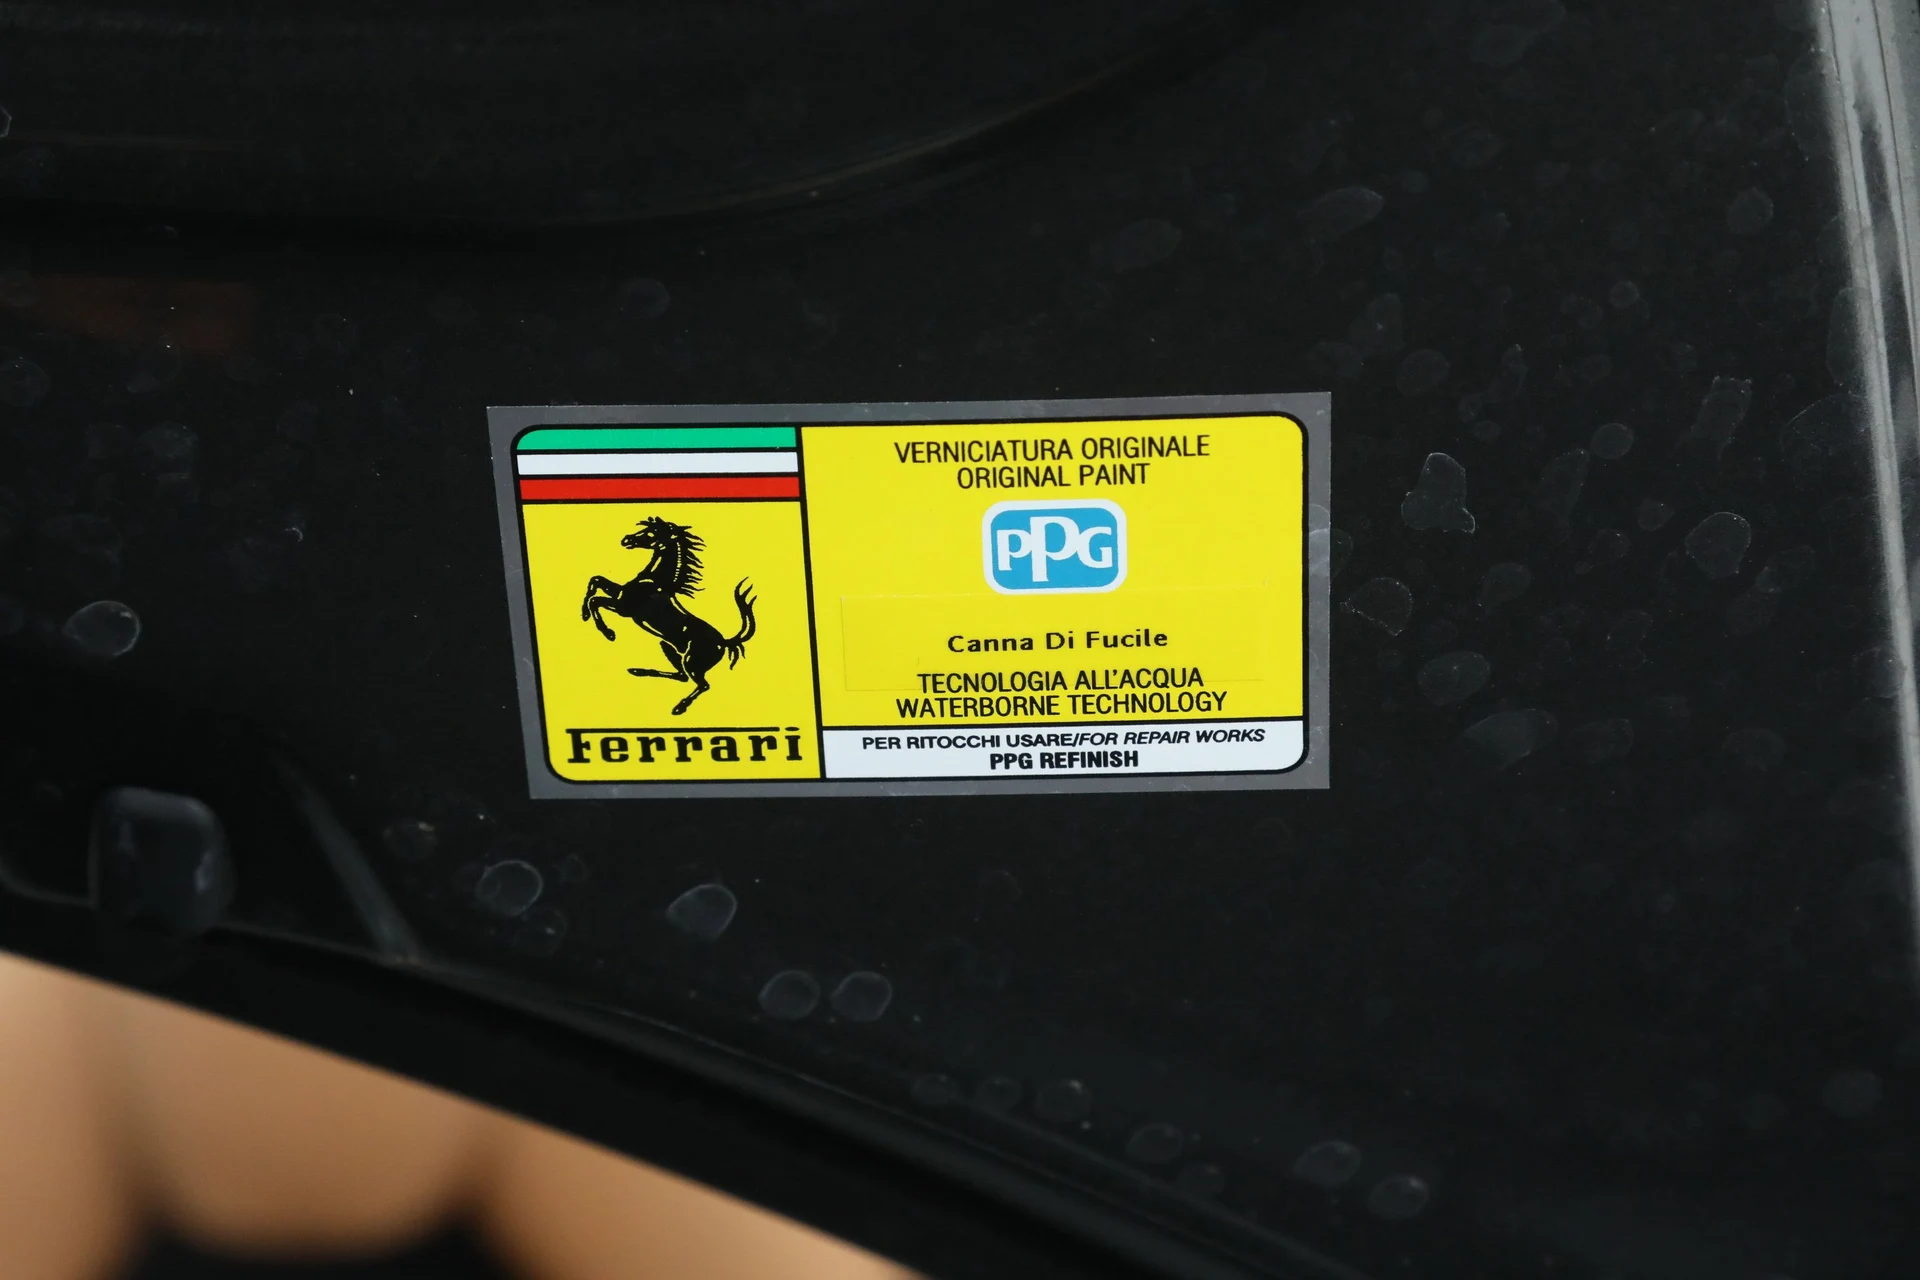 Ferrari
VERNICIATURA ORIGINALE
ORIGINAL PAINT
PPG
Canna Di Fucile
TECNOLOGIA ALL'ACQUA
WATERBORNE TECHNOLOGY
PER RITOCCHI USARE/FOR REPAIR WORKS
PPG REFINISH